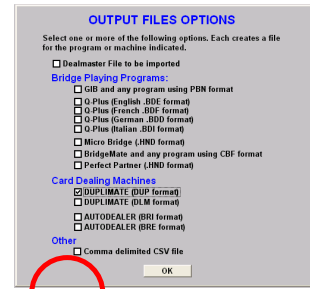 OUTPUT FILES OPTIONS
Select one or more of the following options. Each creates a file
for the program or machine indicated.
Dealmaster File to be imported
Bridge Playing Programs:
GIB and any program using PBN format
Q-Plus (English .BDE format)
Q-Plus (French .BDF format)
Q-Plus (German .BDD format)
Q-Plus (Italian .BDI format)
Micro Bridge (.HND format)
BridgeMate and any program using CBF format
Perfect Partner (.HND format)
Card Dealing Machines
DUPLIMATE (DUP format)
DUPLIMATE (DLM format)
AUTODEALER (BRI format)
AUTODEALER (BRE format)
Other
Comma delimited CSV file
OK